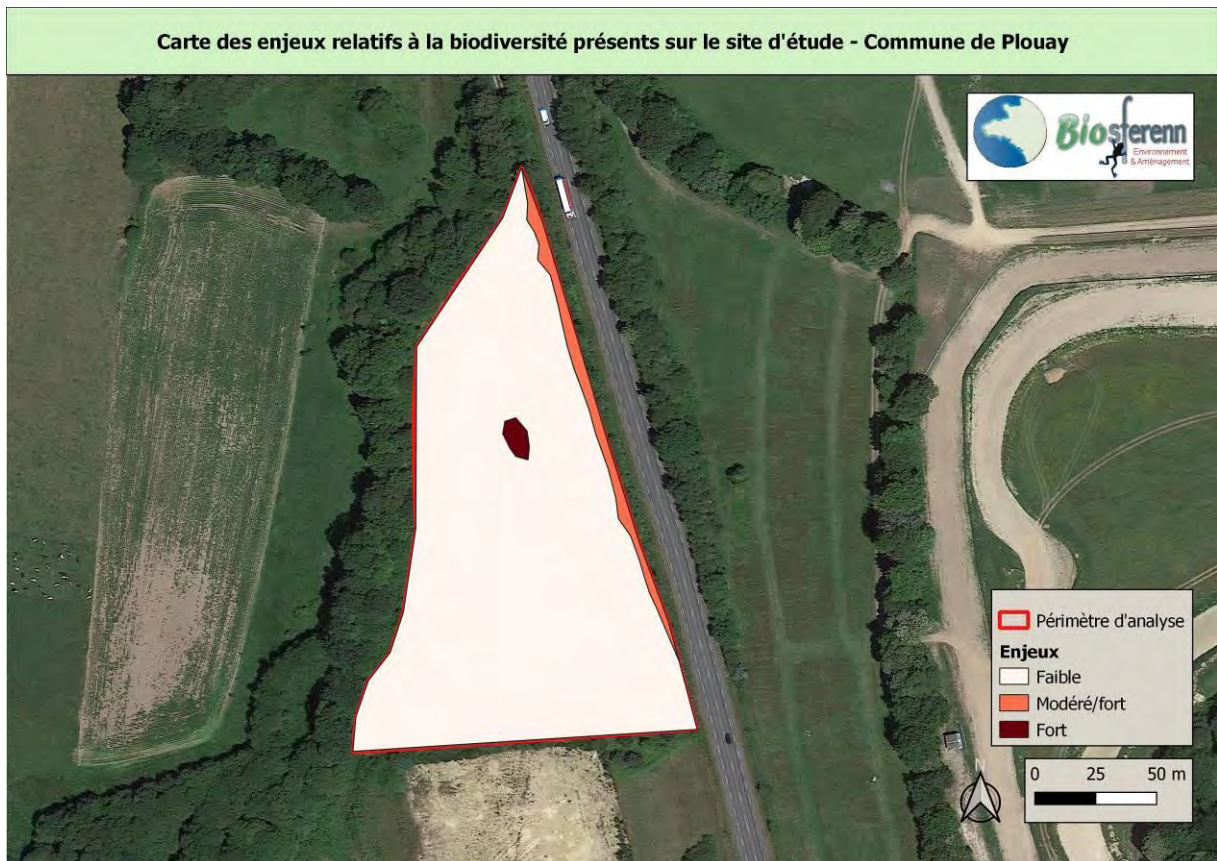 Carte des enjeux relatifs à la biodiversité présents sur le site d'étude - Commune de Plouay
Biosferenn
Environnement
& Aménagement
Périmètre d'analyse
Enjeux
Faible
Modéré/fort
Fort
N
0 25 50 m